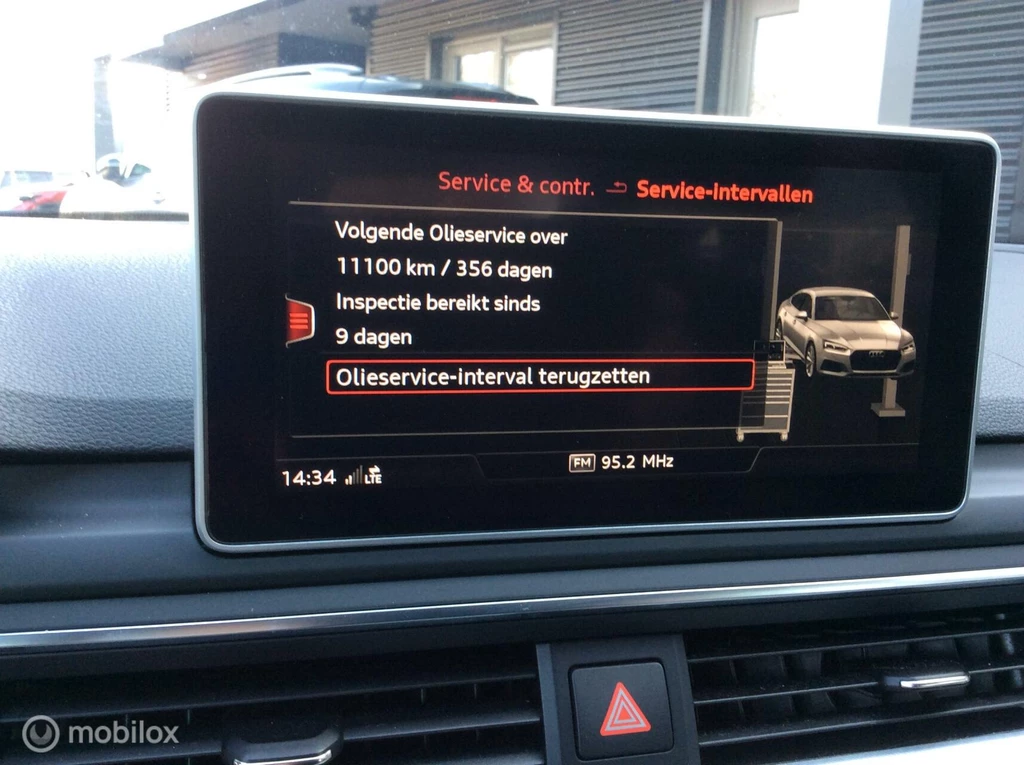 Service & contr. Service-intervallen
Volgende Olieservice over
11100 km / 356 dagen
Inspectie bereikt sinds
9 dagen
Olieservice-interval terugzetten
14:34 LTE FM 95.2 MHz
mobilox